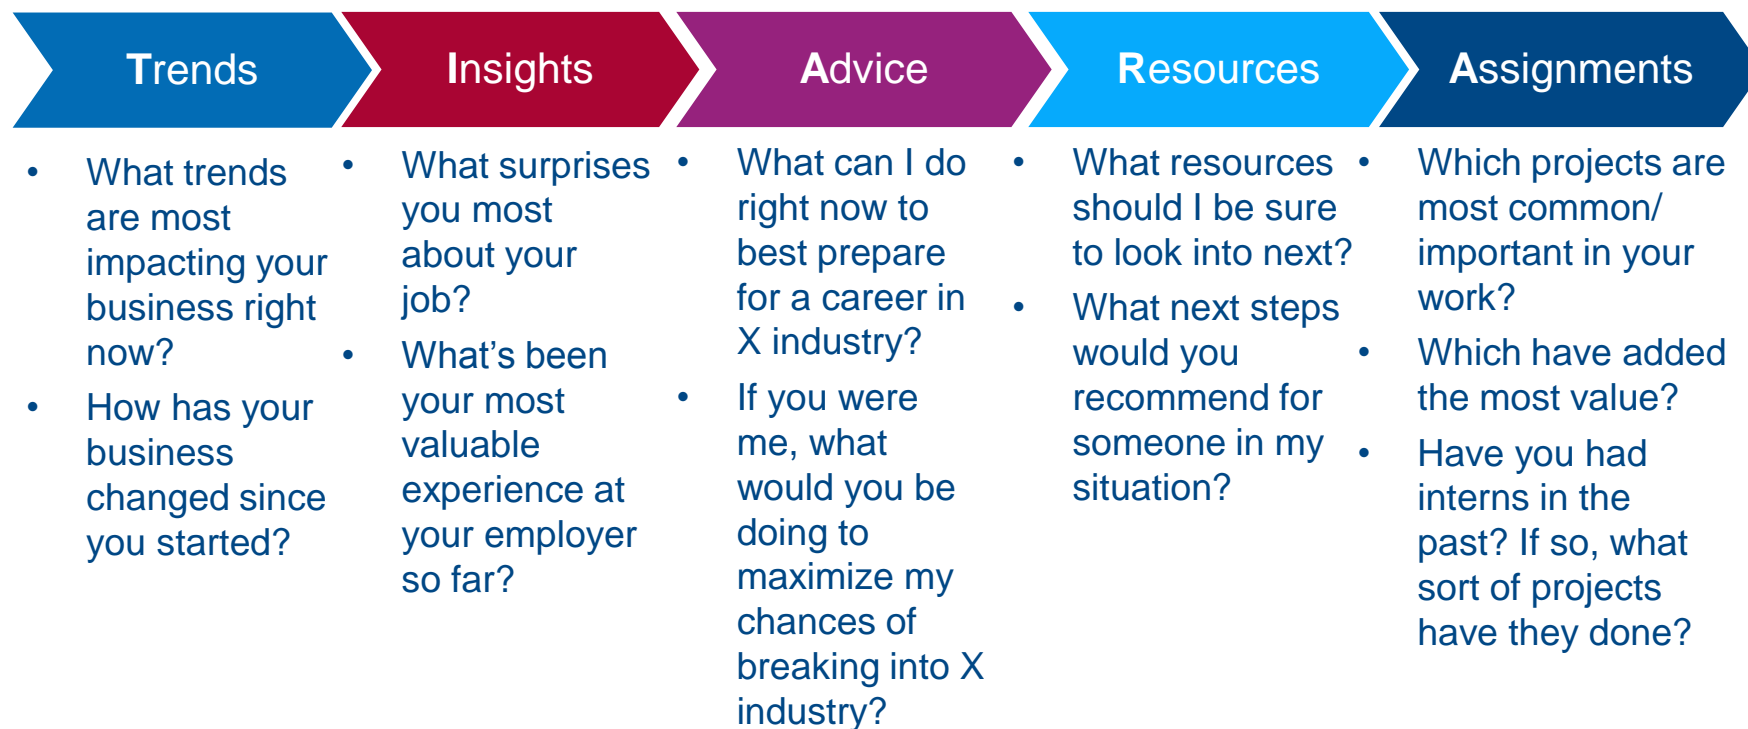 Trends
Insights
Advice
Resources
Assignments
• What trends
are most
impacting your
business right
now?
• How has your
business
changed since
you started?
• What surprises
you most
about your
job?
• What’s been
your most
valuable
experience at
your employer
so far?
• What can I do
right now to
best prepare
for a career in
X industry?
• If you were
me, what
would you be
doing to
maximize my
chances of
breaking into X
industry?
• What resources
should I be sure
to look into next?
• What next steps
would you
recommend for
someone in my
situation?
• Which projects are
most common/
important in your
work?
• Which have added
the most value?
• Have you had
interns in the
past? If so, what
sort of projects
have they done?